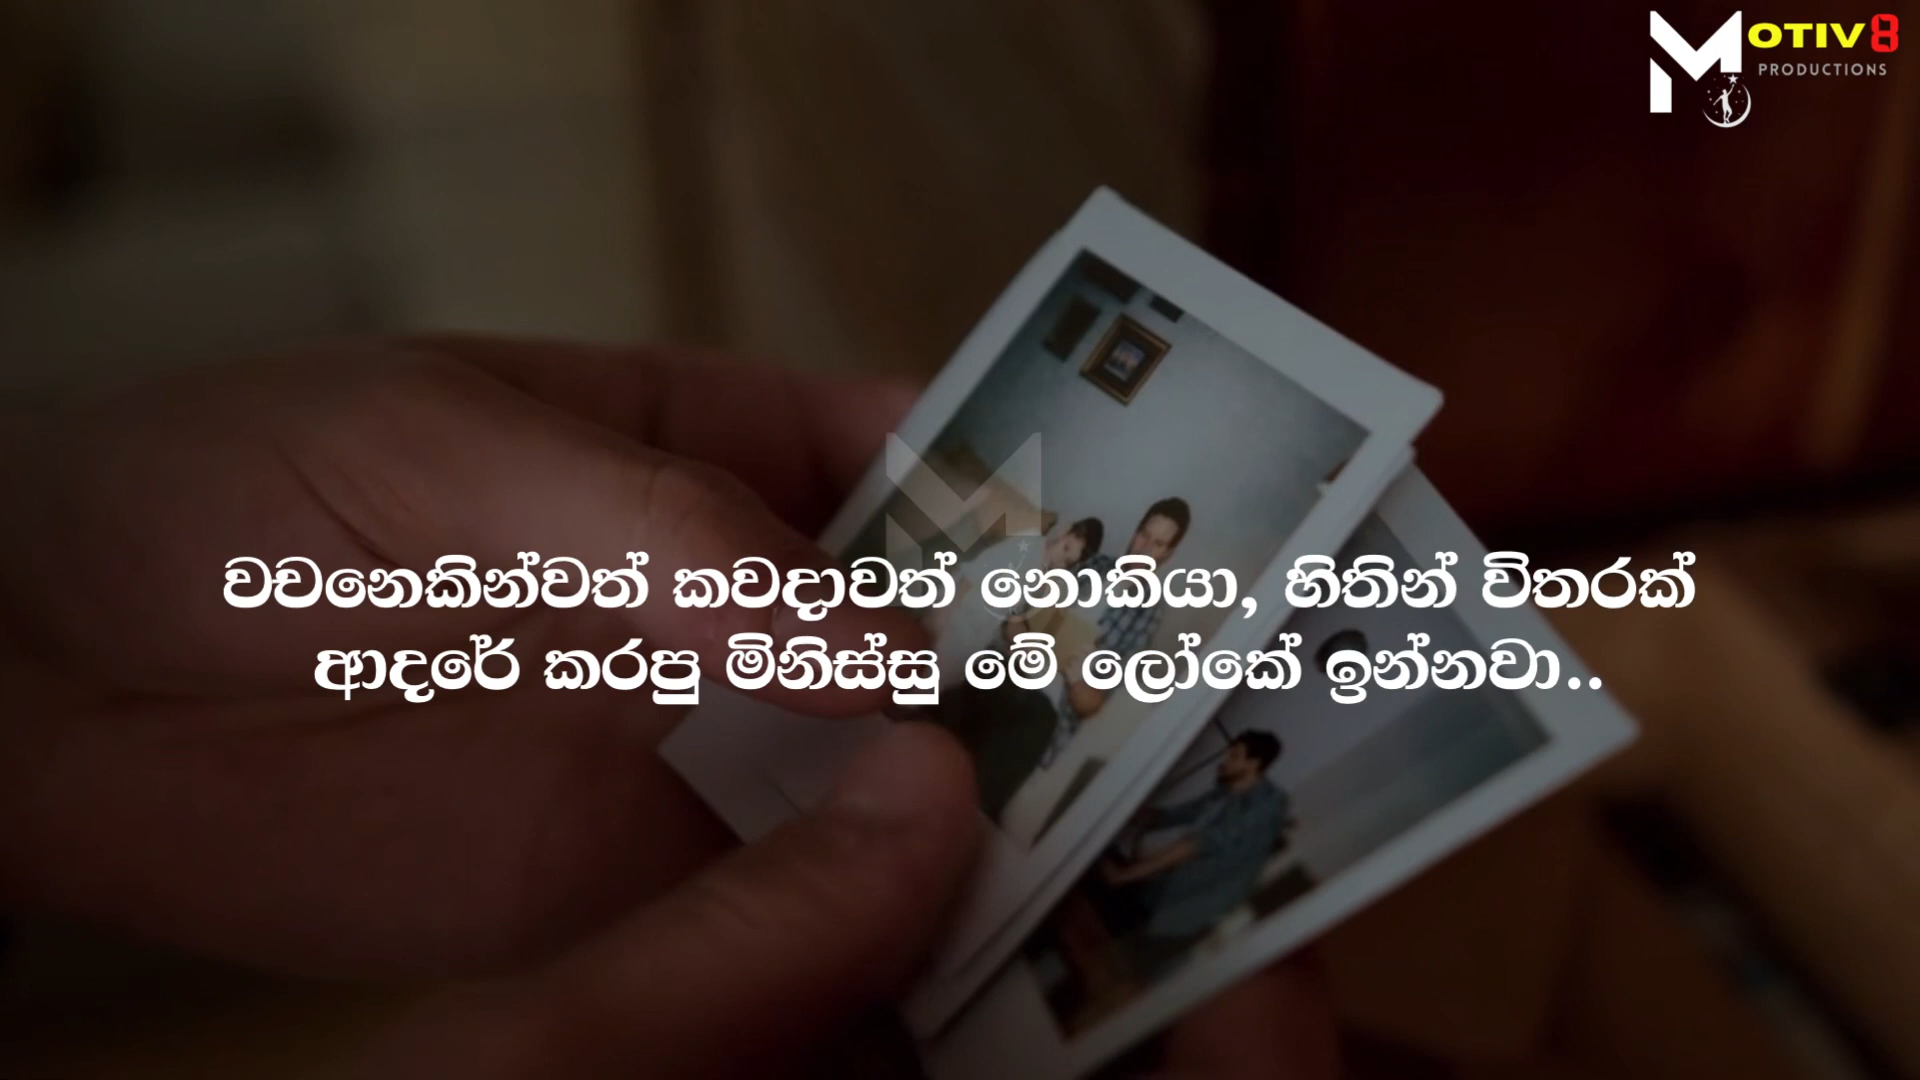 MOTIV8
PRODUCTIONS
වචනෙකින්වත් කවදාවත් නොකියා, හිතින් විතරක්
ආදරේ කරපු මිනිස්සු මේ ලෝකේ ඉන්නවා..